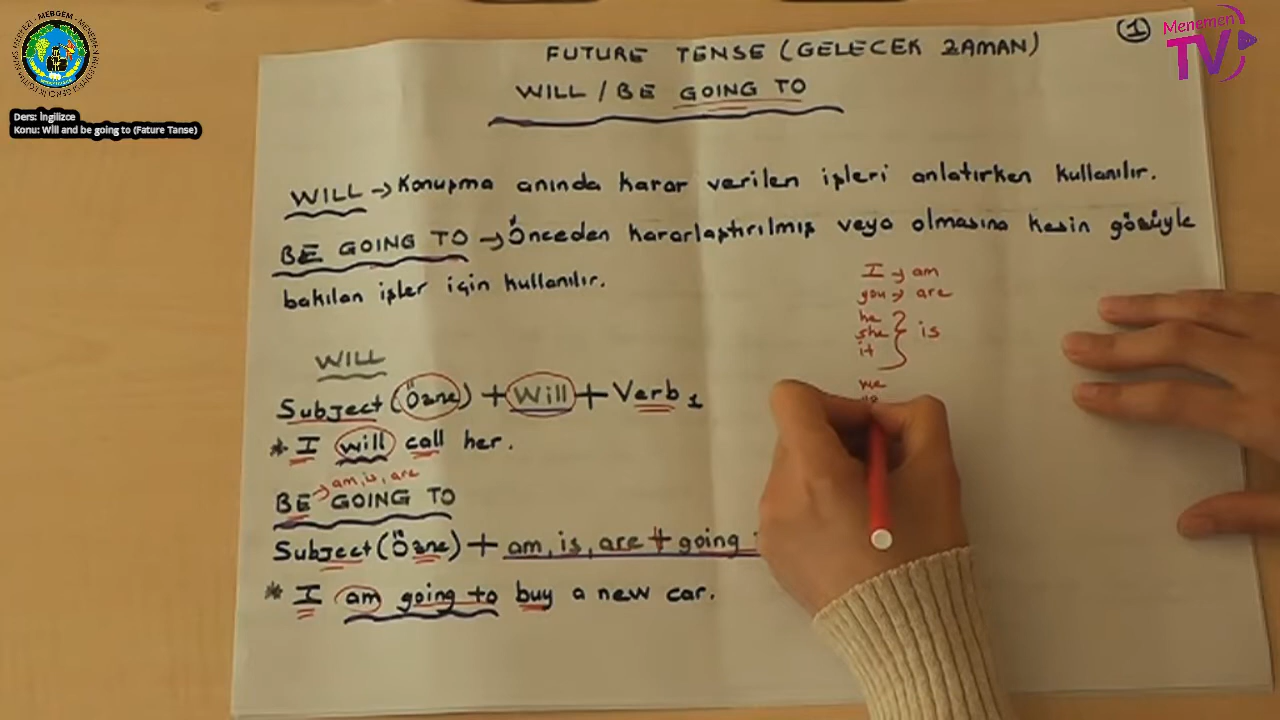 Menemen
TV
Ders: İngilizce
Konu: Will and be going to (Fature Tanse)
1
FUTURE TENSE (GELECEK ZAMAN)
WILL / BE GOING TO
WILL → Konuşma anında karar verilen işleri anlatırken kullanılır.
BE GOING TO → Önceden kararlaştırılmış veya olmasına kesin gözüyle
bakılan işler için kullanılır.
I → am
you → are
he
she } is
it
we
WILL
Subject (Özne) + Will + Verb1
* I will call her.
→ am, is, are
BE GOING TO
Subject (Özne) + am, is, are + going
* I am going to buy a new car.